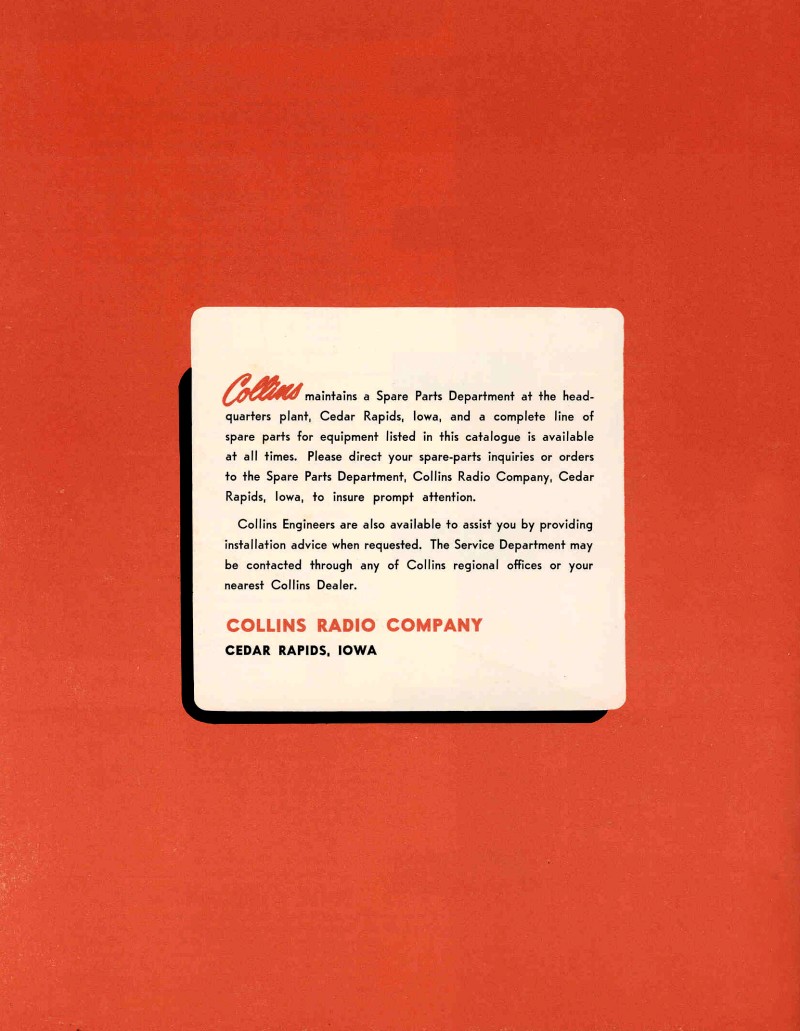 Collins maintains a Spare Parts Department at the head-
quarters plant, Cedar Rapids, Iowa, and a complete line of
spare parts for equipment listed in this catalogue is available
at all times. Please direct your spare-parts inquiries or orders
to the Spare Parts Department, Collins Radio Company, Cedar
Rapids, Iowa, to insure prompt attention.
Collins Engineers are also available to assist you by providing
installation advice when requested. The Service Department may
be contacted through any of Collins regional offices or your
nearest Collins Dealer.
COLLINS RADIO COMPANY
CEDAR RAPIDS, IOWA